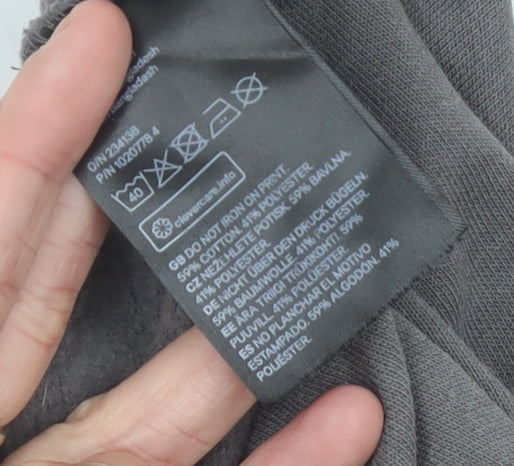 Bangladesh
Bangladesh
O/N 234138
P/N 1020778 4
40
clevercare.info
GB DO NOT IRON ON PRINT.
59% COTTON. 41% POLYESTER
CZ NEŽEHLETE POTISK. 59% BAVLNA.
41% POLYESTER
DE NICHT ÜBER DEN DRUCK BÜGELN.
59% BAUMWOLLE. 41% POLYESTER
EE ÄRA TRIIGI TRÜKIKOHTI. 59%
PUUVILL. 41% POLÜESTER
ES NO PLANCHAR EL MOTIVO
ESTAMPADO. 59% ALGODÓN. 41%
POLIÉSTER